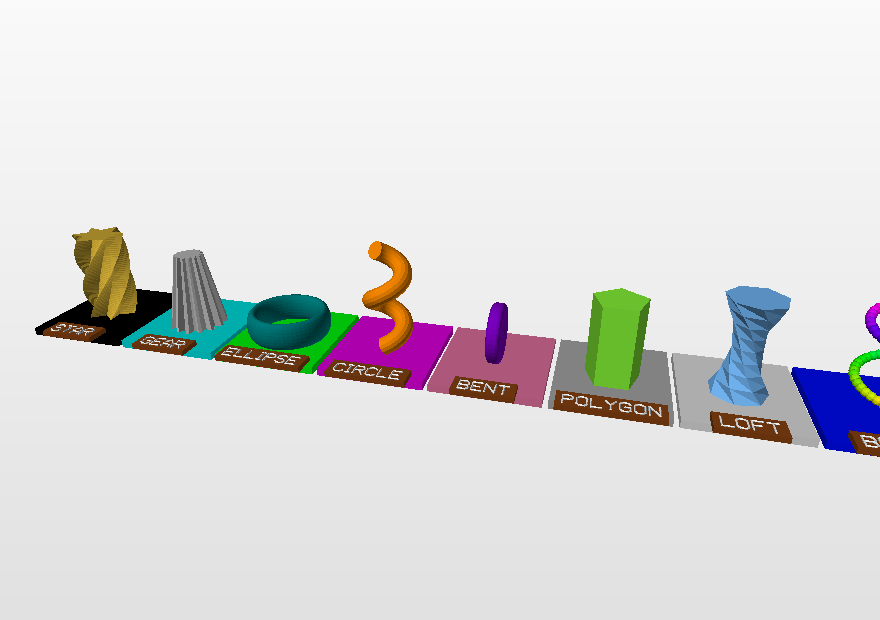 STAR
GEAR
ELLIPSE
CIRCLE
BENT
POLYGON
LOFT